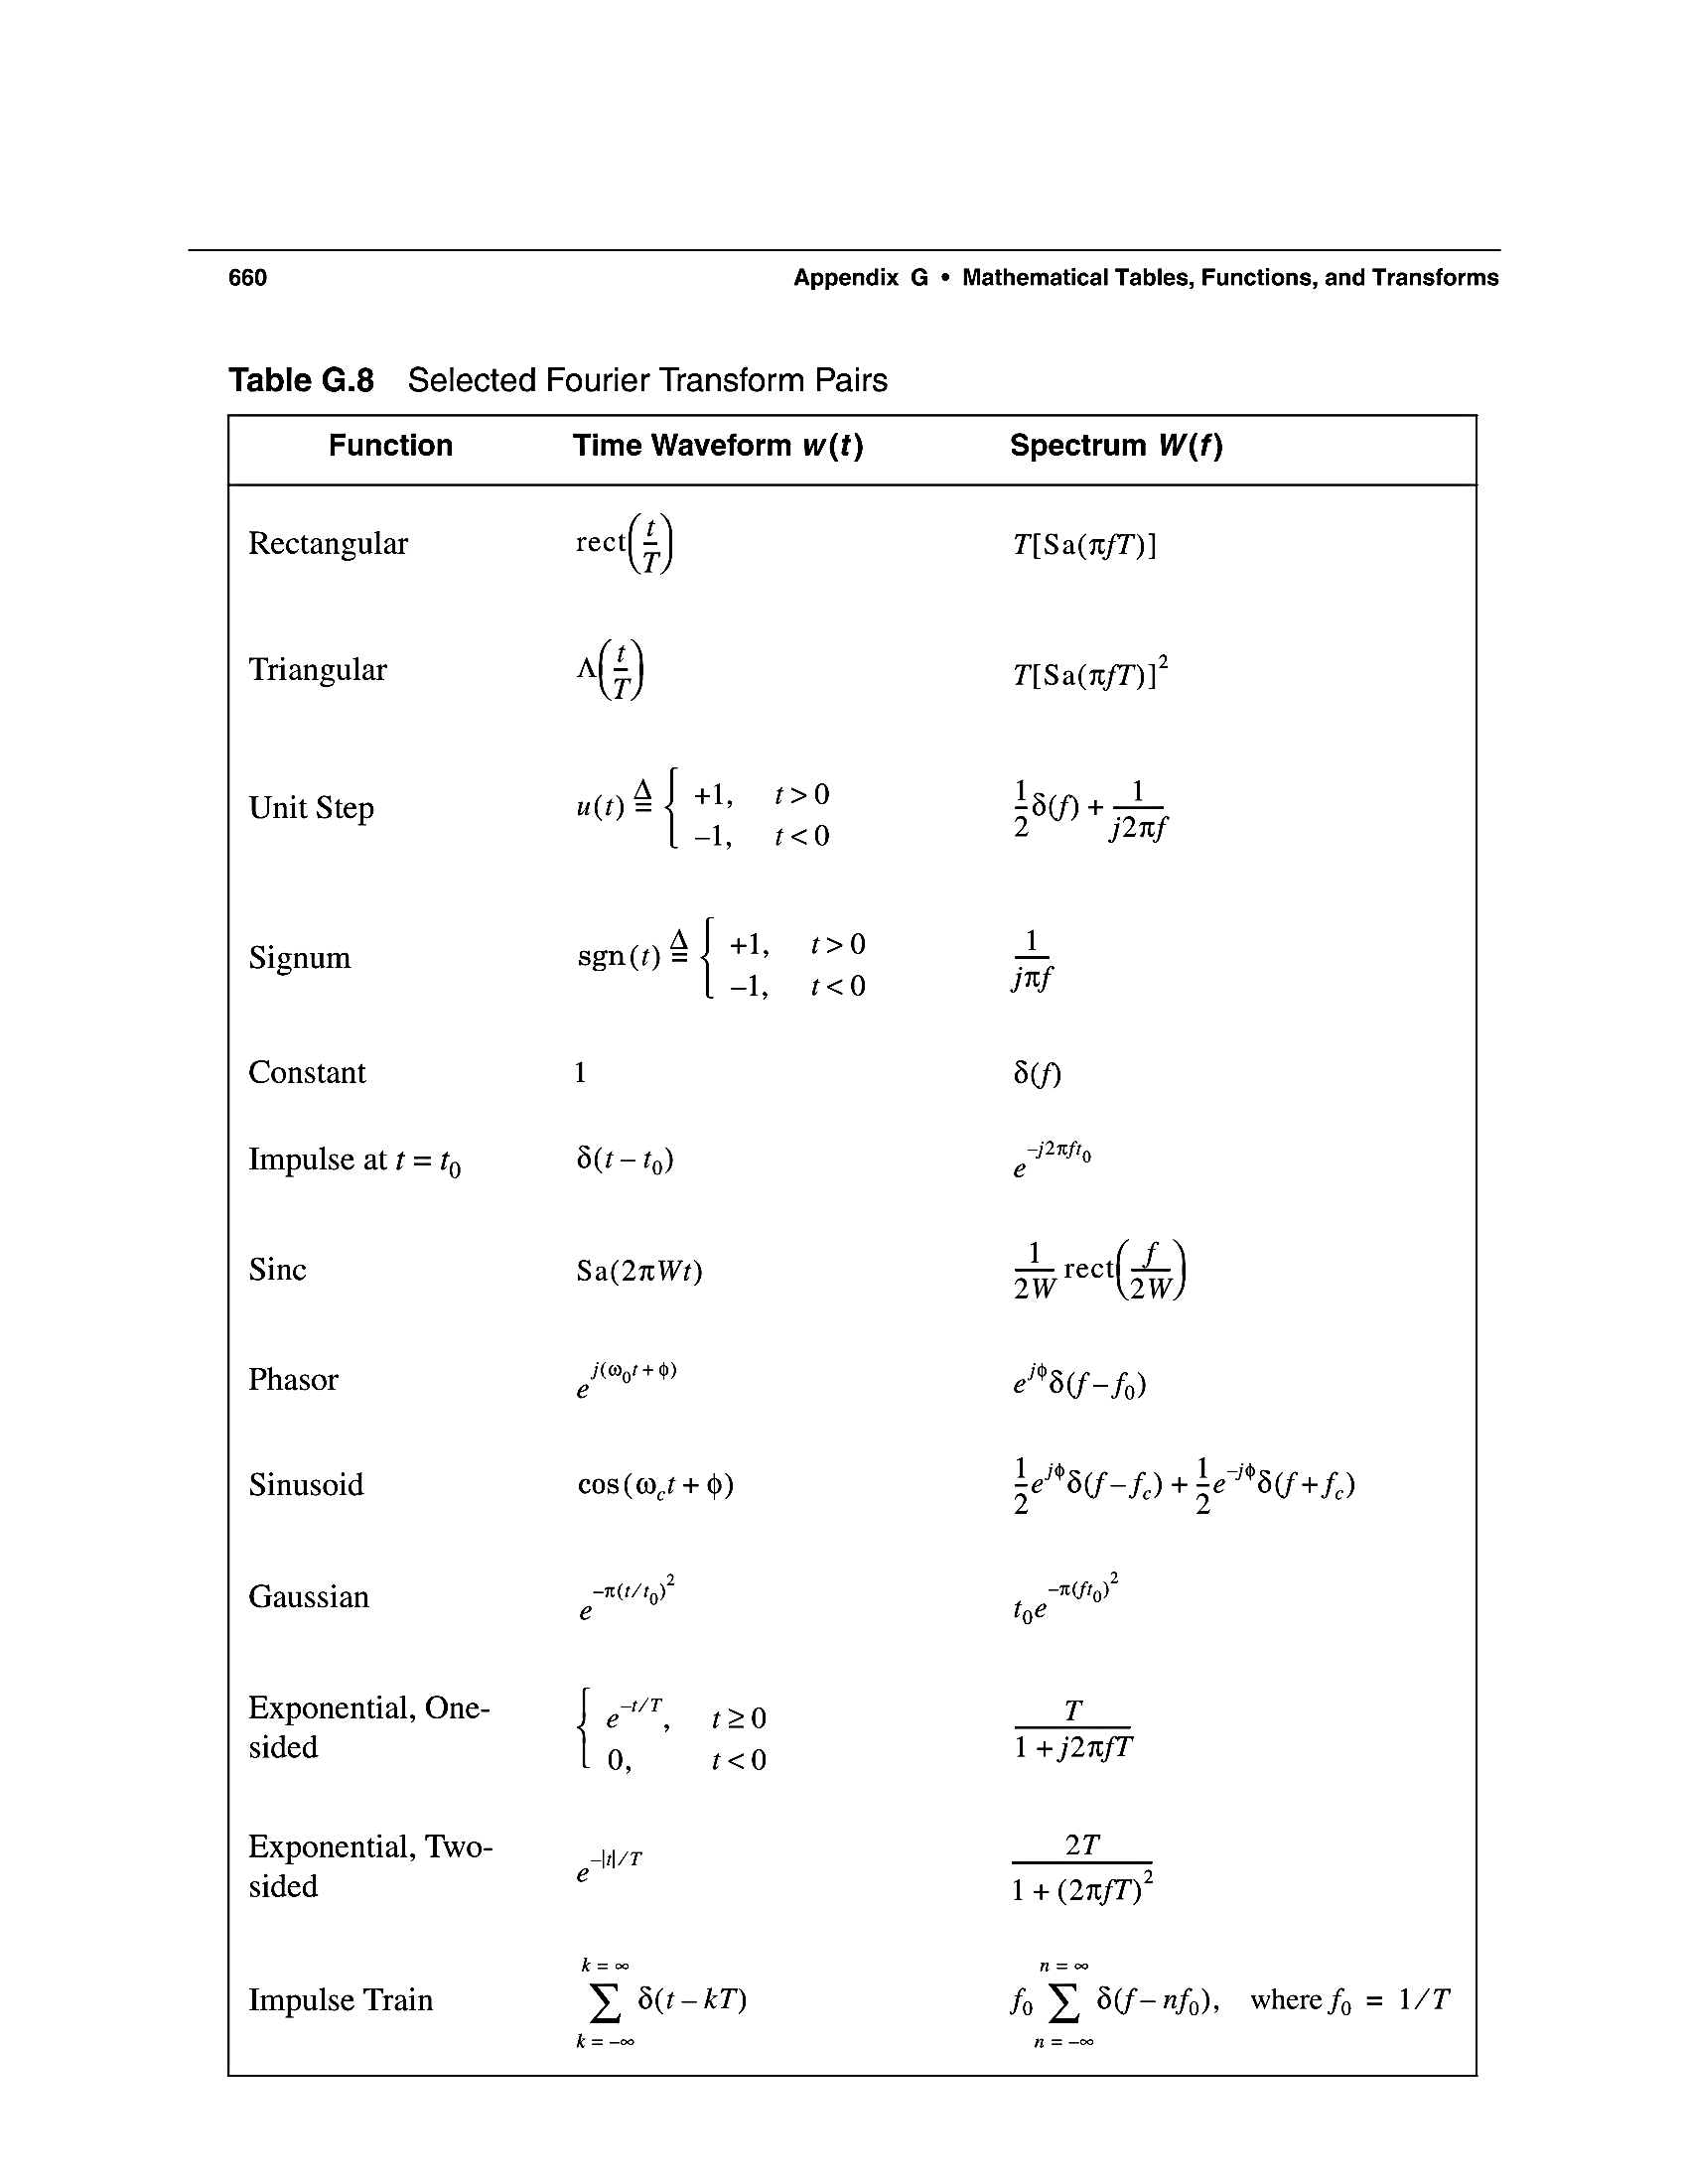 660 Appendix G • Mathematical Tables, Functions, and Transforms
Table G.8 Selected Fourier Transform Pairs
Function Time Waveform w(t) Spectrum W(f)
Rectangular rect(t/T) T[Sa(πfT)]
Triangular Λ(t/T) T[Sa(πfT)]²
Unit Step u(t) ≜ { +1, t > 0 −1, t < 0 1/2 δ(f) + 1/(j2πf)
Signum sgn(t) ≜ { +1, t > 0 −1, t < 0 1/(jπf)
Constant 1 δ(f)
Impulse at t = t₀ δ(t − t₀) e^(−j2πft₀)
Sinc Sa(2πWt) 1/(2W) rect(f/(2W))
Phasor e^(j(ω₀t + φ)) e^(jφ) δ(f − f₀)
Sinusoid cos(ω_c t + φ) 1/2 e^(jφ) δ(f − f_c) + 1/2 e^(−jφ) δ(f + f_c)
Gaussian e^(−π(t/t₀)²) t₀e^(−π(ft₀)²)
Exponential, One-
sided { e^(−t/T), t ≥ 0 0, t < 0 T/(1 + j2πfT)
Exponential, Two-
sided e^(−|t|/T) 2T/(1 + (2πfT)²)
Impulse Train ∑_(k = −∞)^(k = ∞) δ(t − kT) f₀ ∑_(n = −∞)^(n = ∞) δ(f − nf₀), where f₀ = 1/T